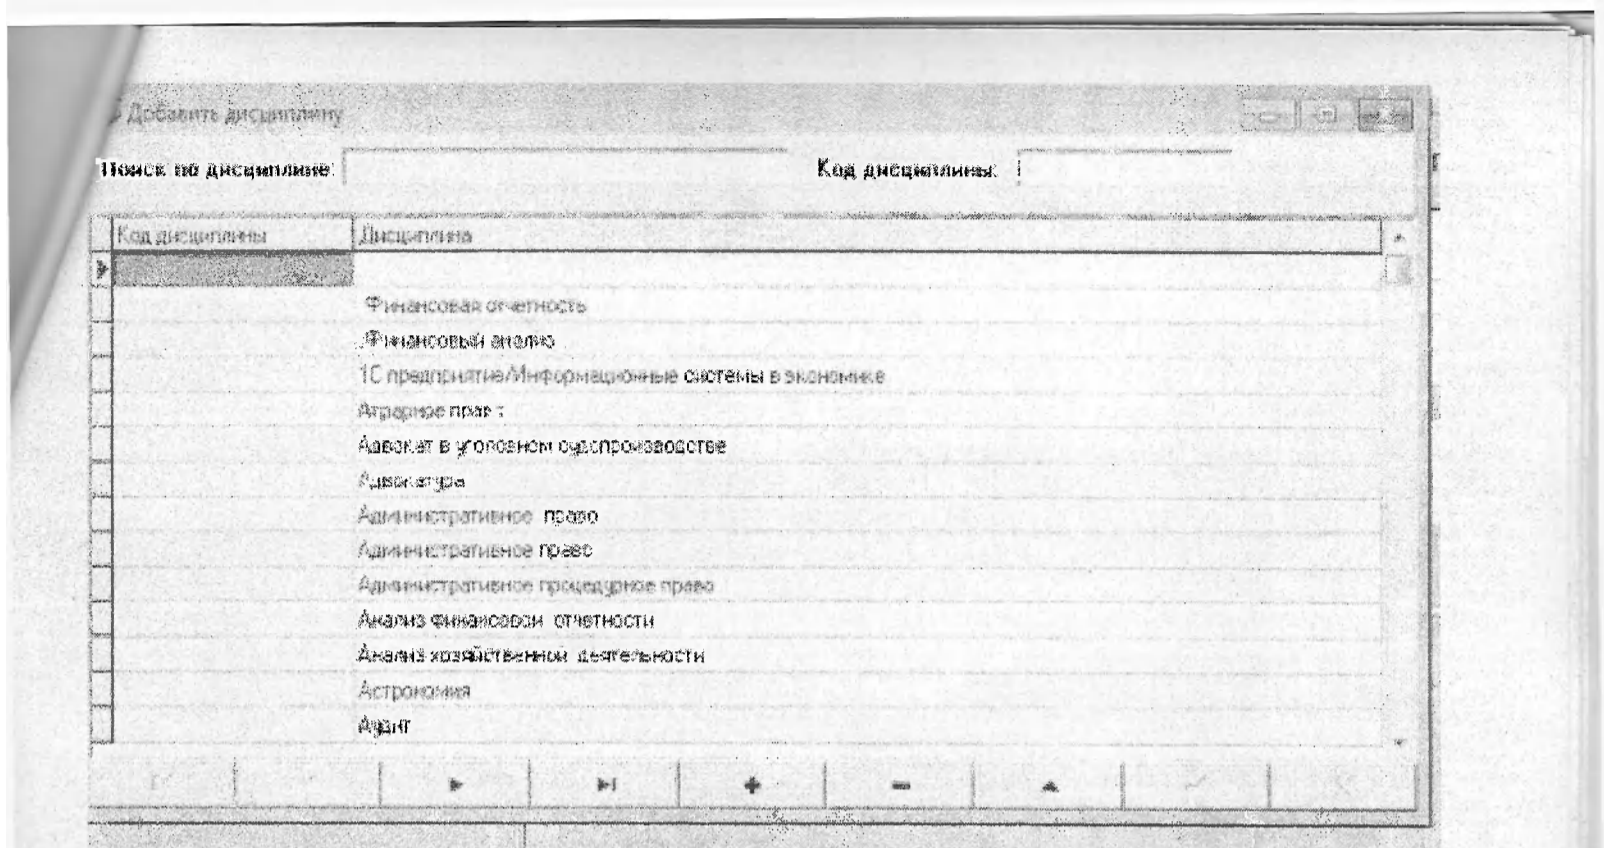 Добавить дисциплину
Поиск по дисциплине: Код дисциплины:
Код дисциплины Дисциплина
Финансовая отчетность
Финансовый анализ
1С предприятие/Информационные системы в экономике
Аграрное право
Адвокат в уголовном судопроизводстве
Адвокатура
Административное право
Административное право
Административное процедурное право
Анализ финансовой отчетности
Анализ хозяйственной деятельности
Астрономия
Аудит